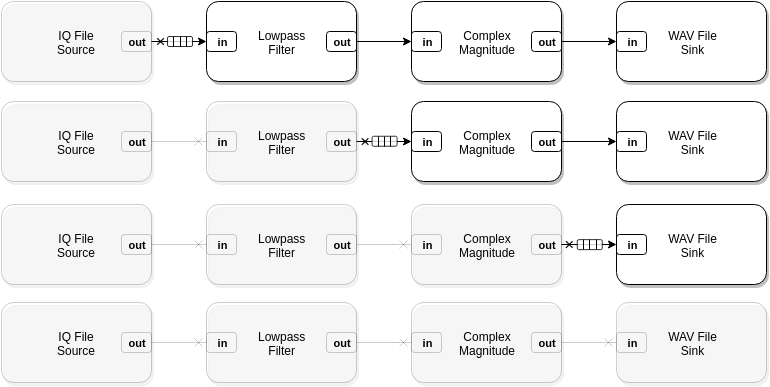 IQ File
Source
out
in
Lowpass
Filter
out
in
Complex
Magnitude
out
in
WAV File
Sink
IQ File
Source
out
in
Lowpass
Filter
out
in
Complex
Magnitude
out
in
WAV File
Sink
IQ File
Source
out
in
Lowpass
Filter
out
in
Complex
Magnitude
out
in
WAV File
Sink
IQ File
Source
out
in
Lowpass
Filter
out
in
Complex
Magnitude
out
in
WAV File
Sink